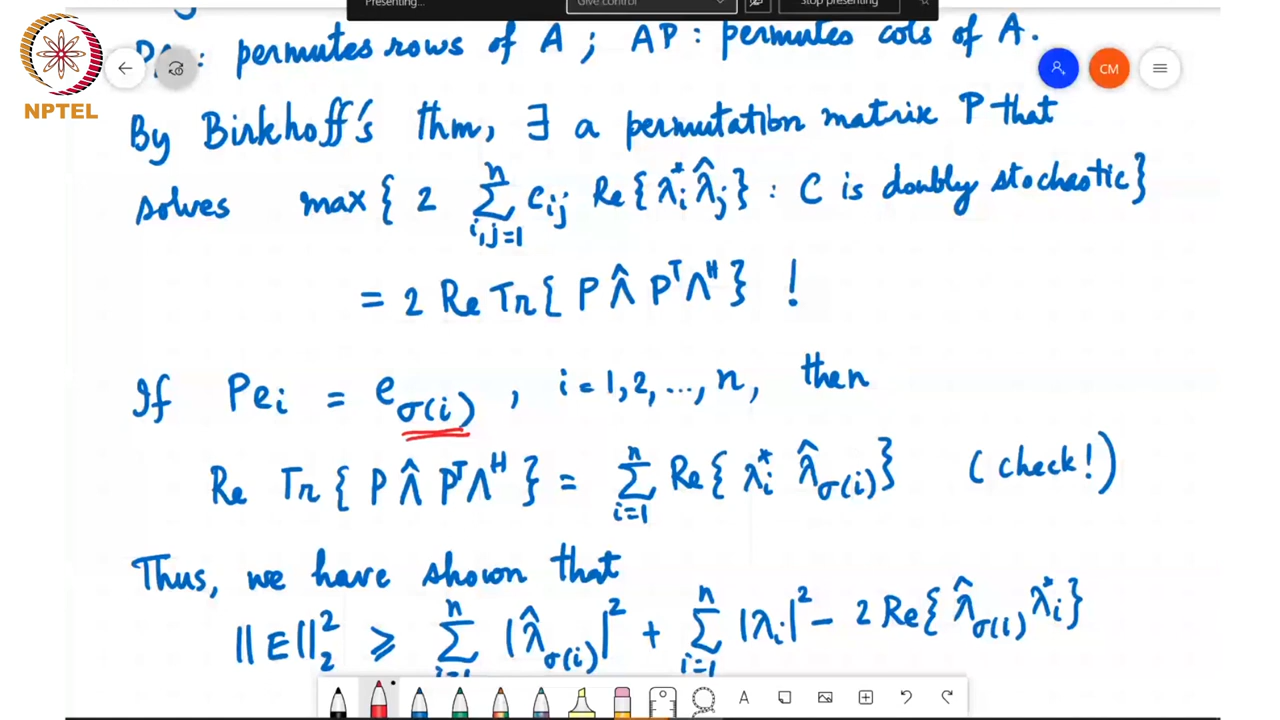 Presenting...
Give control
Stop presenting
: permutes rows of A ; AP : permutes cols of A.
NPTEL
CM
By Birkhoff's thm, ∃ a permutation matrix P that
solves max{ 2 ∑_{i,j=1}^{n} c_{ij} Re{λ_i^* λ̂_j} : C is doubly stochastic}
= 2 Re Tr{ P Λ̂ P^T Λ^H } !
If Pe_i = e_{σ(i)} , i = 1, 2, ..., n, then
Re Tr{ P Λ̂ P^T Λ^H } = ∑_{i=1}^{n} Re{ λ_i^* λ̂_{σ(i)} } (check!)
Thus, we have shown that
||E||_2^2 ⩾ ∑_{i=1}^{n} |λ̂_{σ(i)}|^2 + ∑_{i=1}^{n} |λ_i|^2 - 2 Re{ λ̂_{σ(i)} λ_i^* }
A